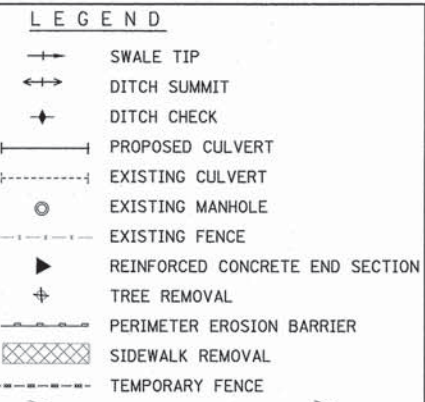 LEGEND
SWALE TIP
DITCH SUMMIT
DITCH CHECK
PROPOSED CULVERT
EXISTING CULVERT
EXISTING MANHOLE
EXISTING FENCE
REINFORCED CONCRETE END SECTION
TREE REMOVAL
PERIMETER EROSION BARRIER
SIDEWALK REMOVAL
TEMPORARY FENCE